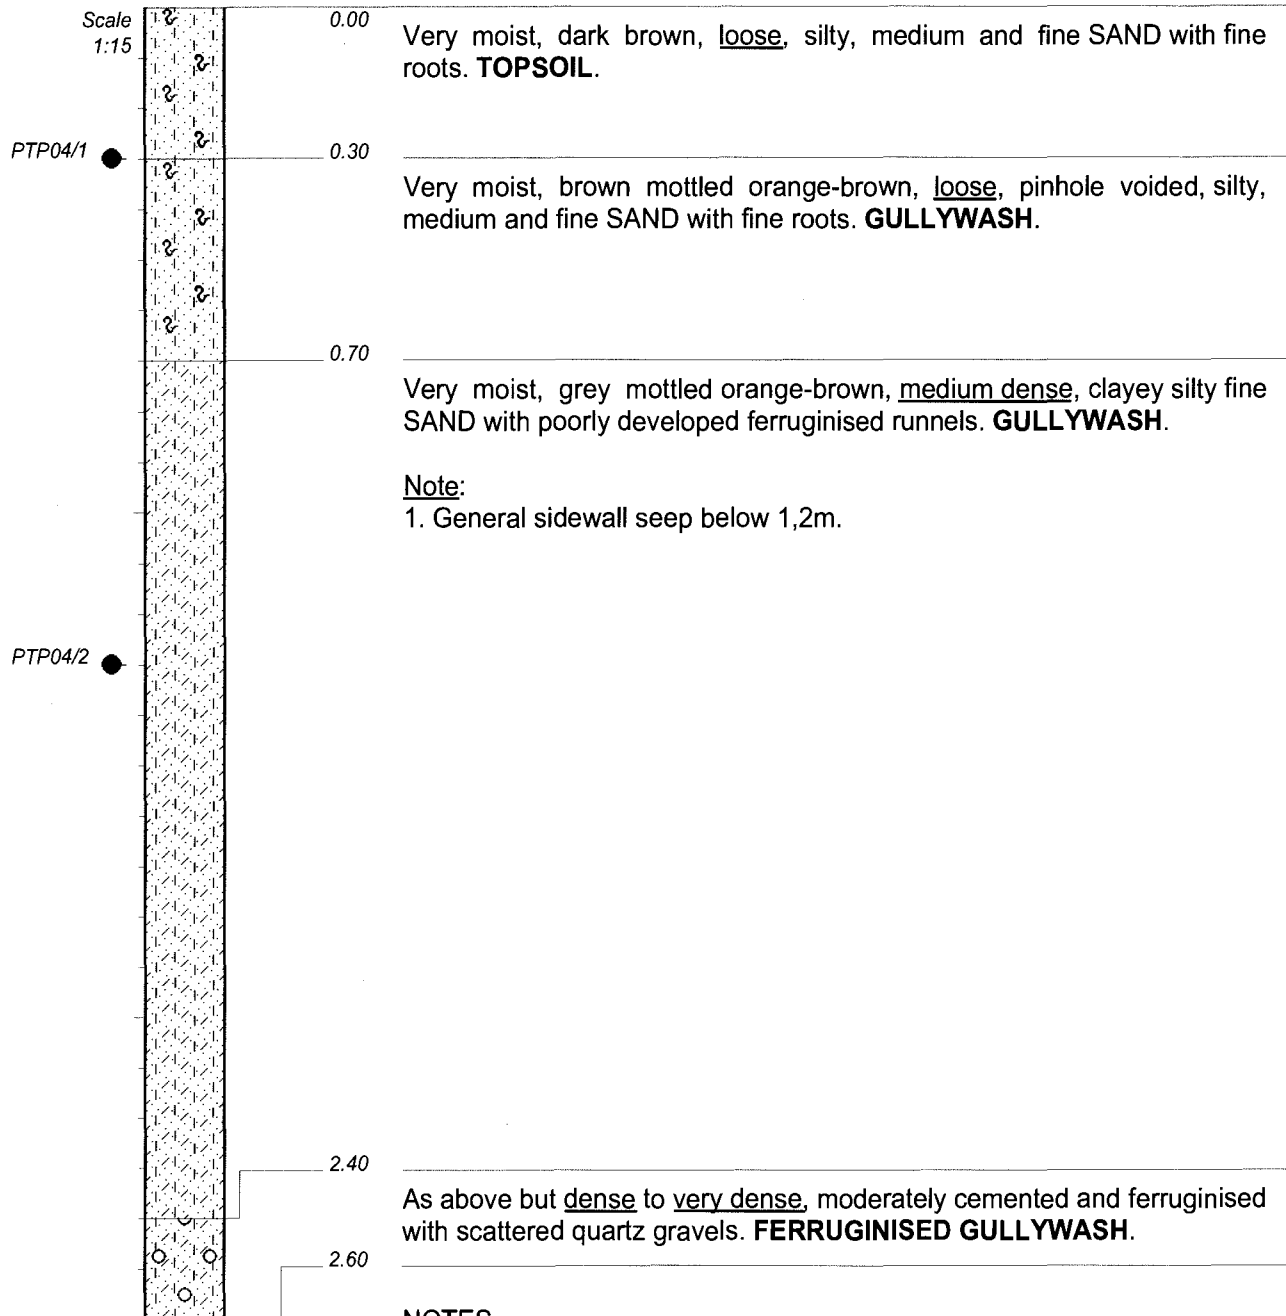 Scale
1:15
0.00
Very moist, dark brown, loose, silty, medium and fine SAND with fine
roots. TOPSOIL.
PTP04/1
0.30
Very moist, brown mottled orange-brown, loose, pinhole voided, silty,
medium and fine SAND with fine roots. GULLYWASH.
0.70
Very moist, grey mottled orange-brown, medium dense, clayey silty fine
SAND with poorly developed ferruginised runnels. GULLYWASH.
Note:
1. General sidewall seep below 1,2m.
PTP04/2
2.40
As above but dense to very dense, moderately cemented and ferruginised
with scattered quartz gravels. FERRUGINISED GULLYWASH.
2.60
NOTES